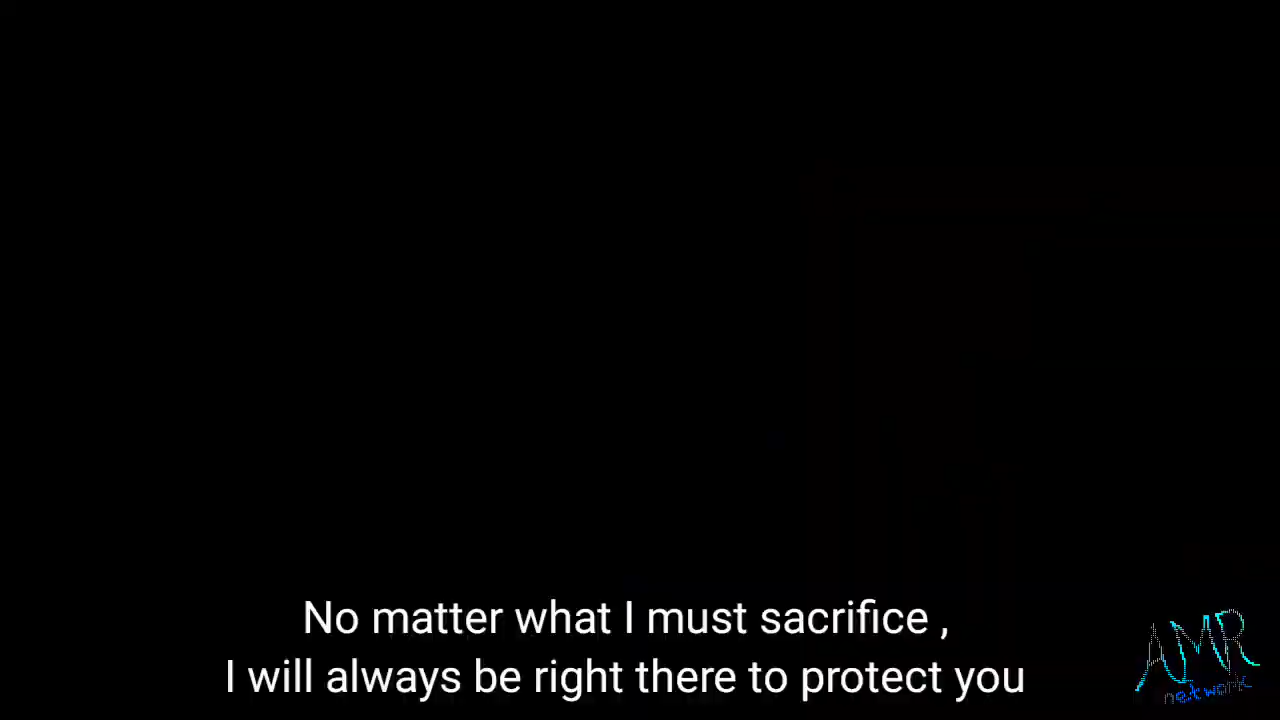 No matter what I must sacrifice ,
I will always be right there to protect you
AMR
network